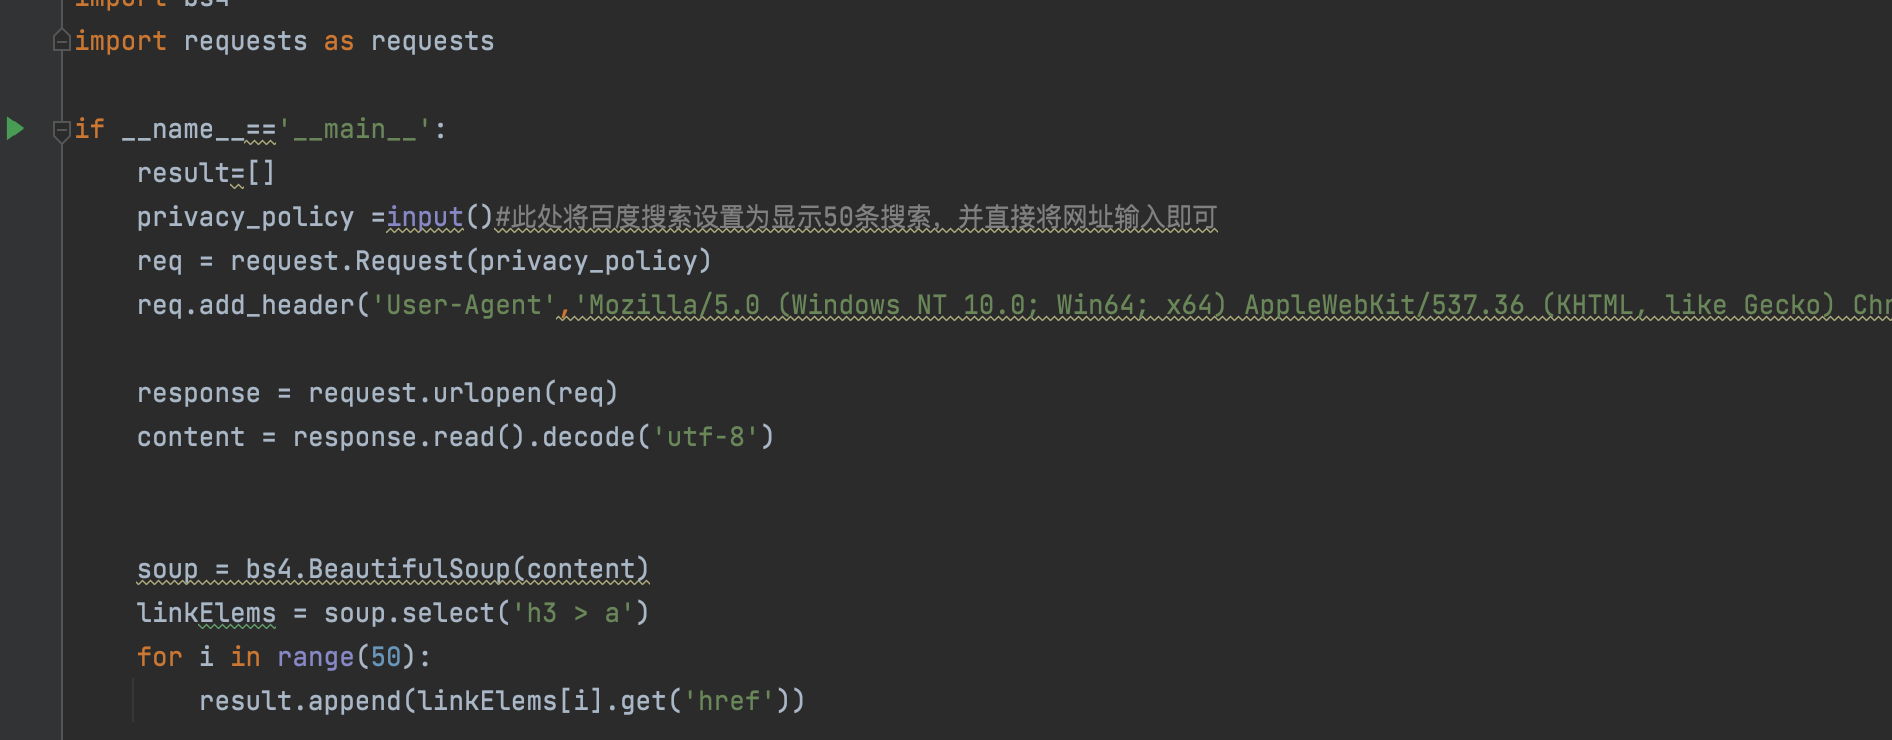 import bs4
import requests as requests
if __name__=='__main__':
result=[]
privacy_policy =input()#此处将百度搜索设置为显示50条搜索，并直接将网址输入即可
req = request.Request(privacy_policy)
req.add_header('User-Agent','Mozilla/5.0 (Windows NT 10.0; Win64; x64) AppleWebKit/537.36 (KHTML, like Gecko) Chr
response = request.urlopen(req)
content = response.read().decode('utf-8')
soup = bs4.BeautifulSoup(content)
linkElems = soup.select('h3 > a')
for i in range(50):
result.append(linkElems[i].get('href'))